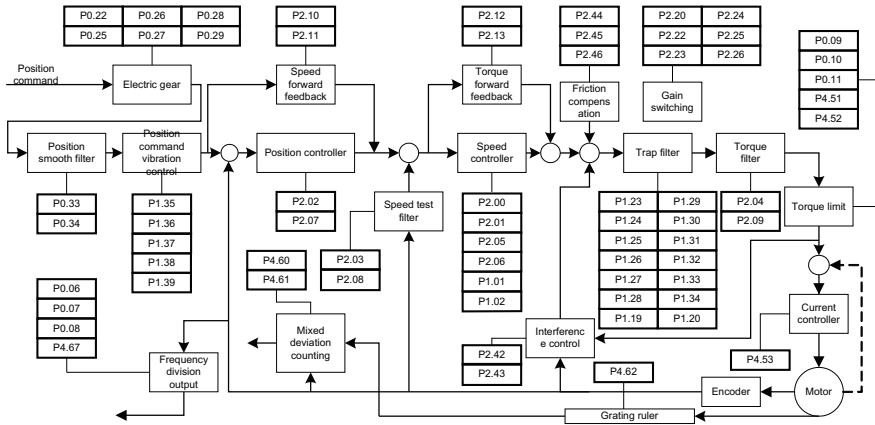 P0.22 P0.26 P0.28
P0.25 P0.27 P0.29
P2.10
P2.11
P2.12
P2.13
P2.44
P2.45
P2.46
P2.20 P2.24
P2.22 P2.25
P2.23 P2.26
P0.09
P0.10
P0.11
P4.51
P4.52
Position
command
Electric gear
Speed
forward
feedback
Torque
forward
feedback
Friction
compens
ation
Gain
switching
Position
smooth filter
Position
command
vibration
control
Position controller
Speed
controller
Trap filter
Torque
filter
P0.33
P0.34
P1.35
P1.36
P1.37
P1.38
P1.39
P2.02
P2.07
Speed test
filter
P2.03
P2.08
P2.00
P2.01
P2.05
P2.06
P1.01
P1.02
P1.23 P1.29
P1.24 P1.30
P1.25 P1.31
P1.26 P1.32
P1.27 P1.33
P1.28 P1.34
P1.19 P1.20
P2.04
P2.09
Torque limit
P4.60
P4.61
P0.06
P0.07
P0.08
P4.67
Mixed
deviation
counting
Interferenc
e control
Current
controller
P2.42
P2.43
P4.53
Frequency
division
output
P4.62
Encoder
Motor
Grating ruler